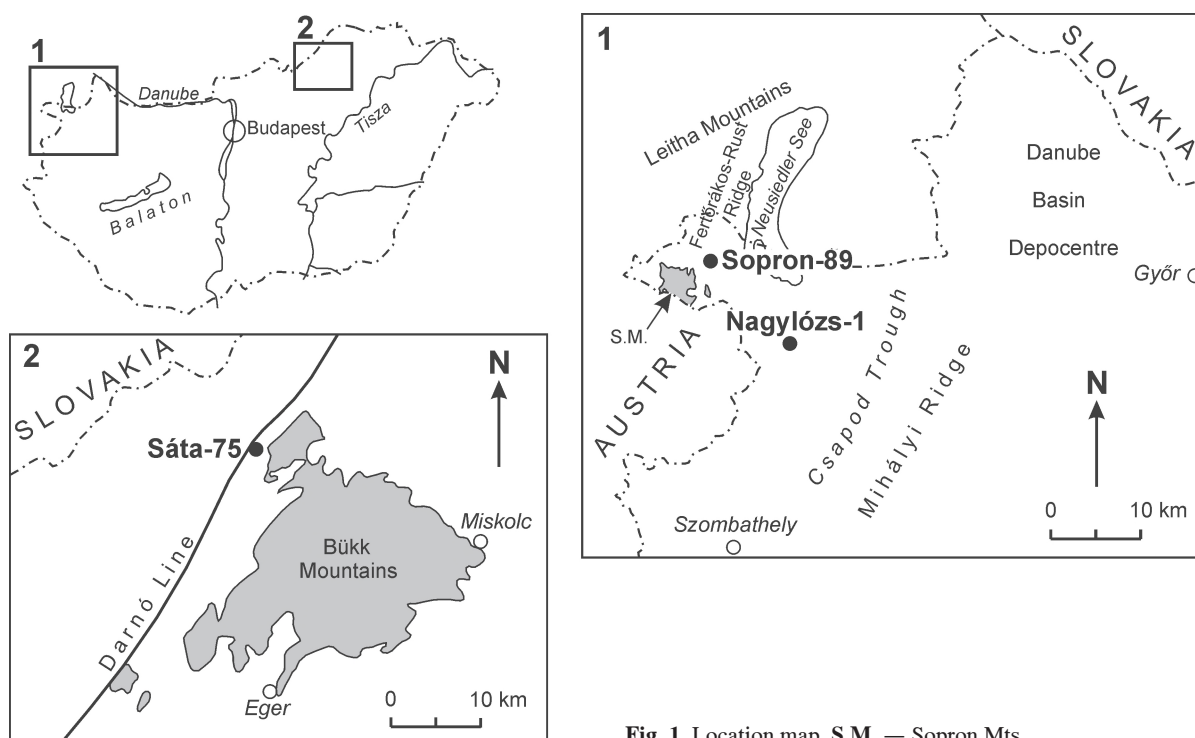 1
2
Danube
Budapest
Tisza
Balaton
1
SLOVAKIA
Leitha Mountains
Fertőrákos-Rust
Ridge
Neusiedler See
Danube
Basin
Depocentre
Győr
Sopron-89
S.M.
Nagylózs-1
AUSTRIA
Csapod Trough
Mihályi Ridge
N
0 10 km
Szombathely
2
SLOVAKIA
N
Sáta-75
Darnó Line
Miskolc
Bükk
Mountains
Eger
0 10 km
Fig. 1. Location map. S.M. — Sopron Mts